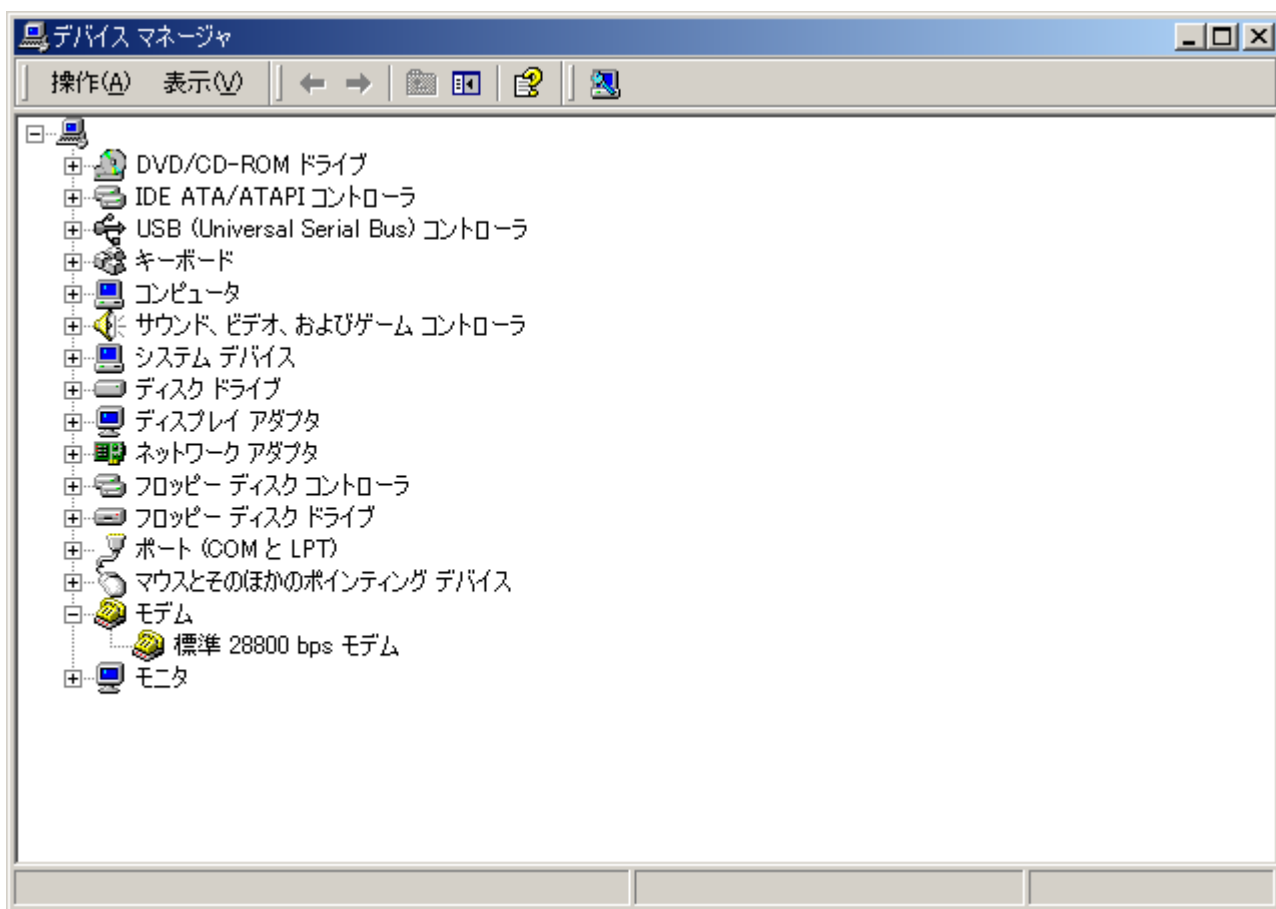 デバイス マネージャ
操作(A) 表示(V)
DVD/CD-ROM ドライブ
IDE ATA/ATAPI コントローラ
USB (Universal Serial Bus) コントローラ
キーボード
コンピュータ
サウンド、ビデオ、およびゲーム コントローラ
システム デバイス
ディスク ドライブ
ディスプレイ アダプタ
ネットワーク アダプタ
フロッピー ディスク コントローラ
フロッピー ディスク ドライブ
ポート (COM と LPT)
マウスとそのほかのポインティング デバイス
モデム
標準 28800 bps モデム
モニタ